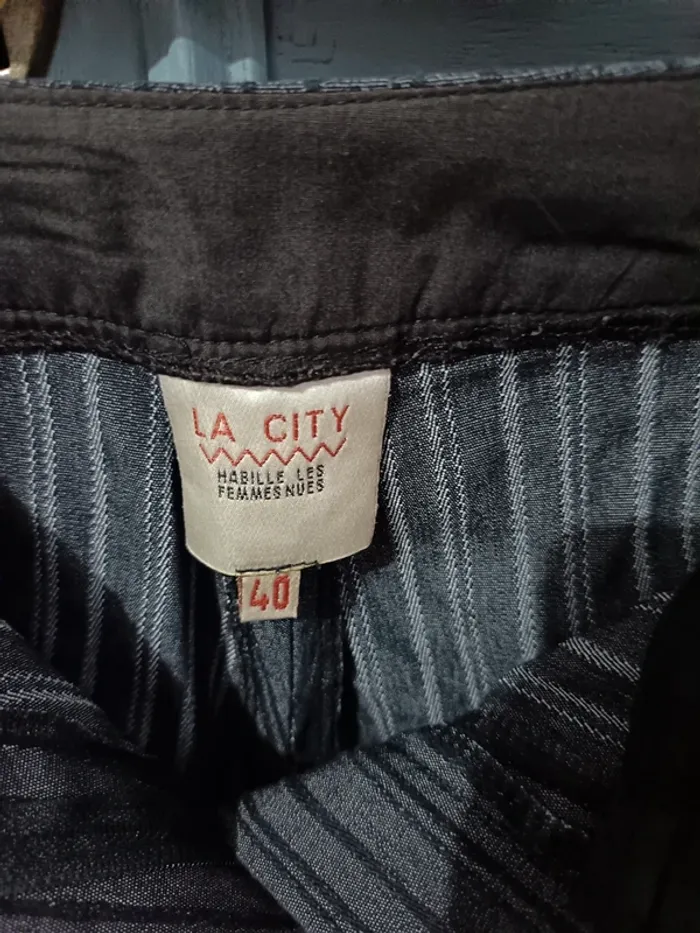 LA CITY
HABILLE LES
FEMMES NUES
40